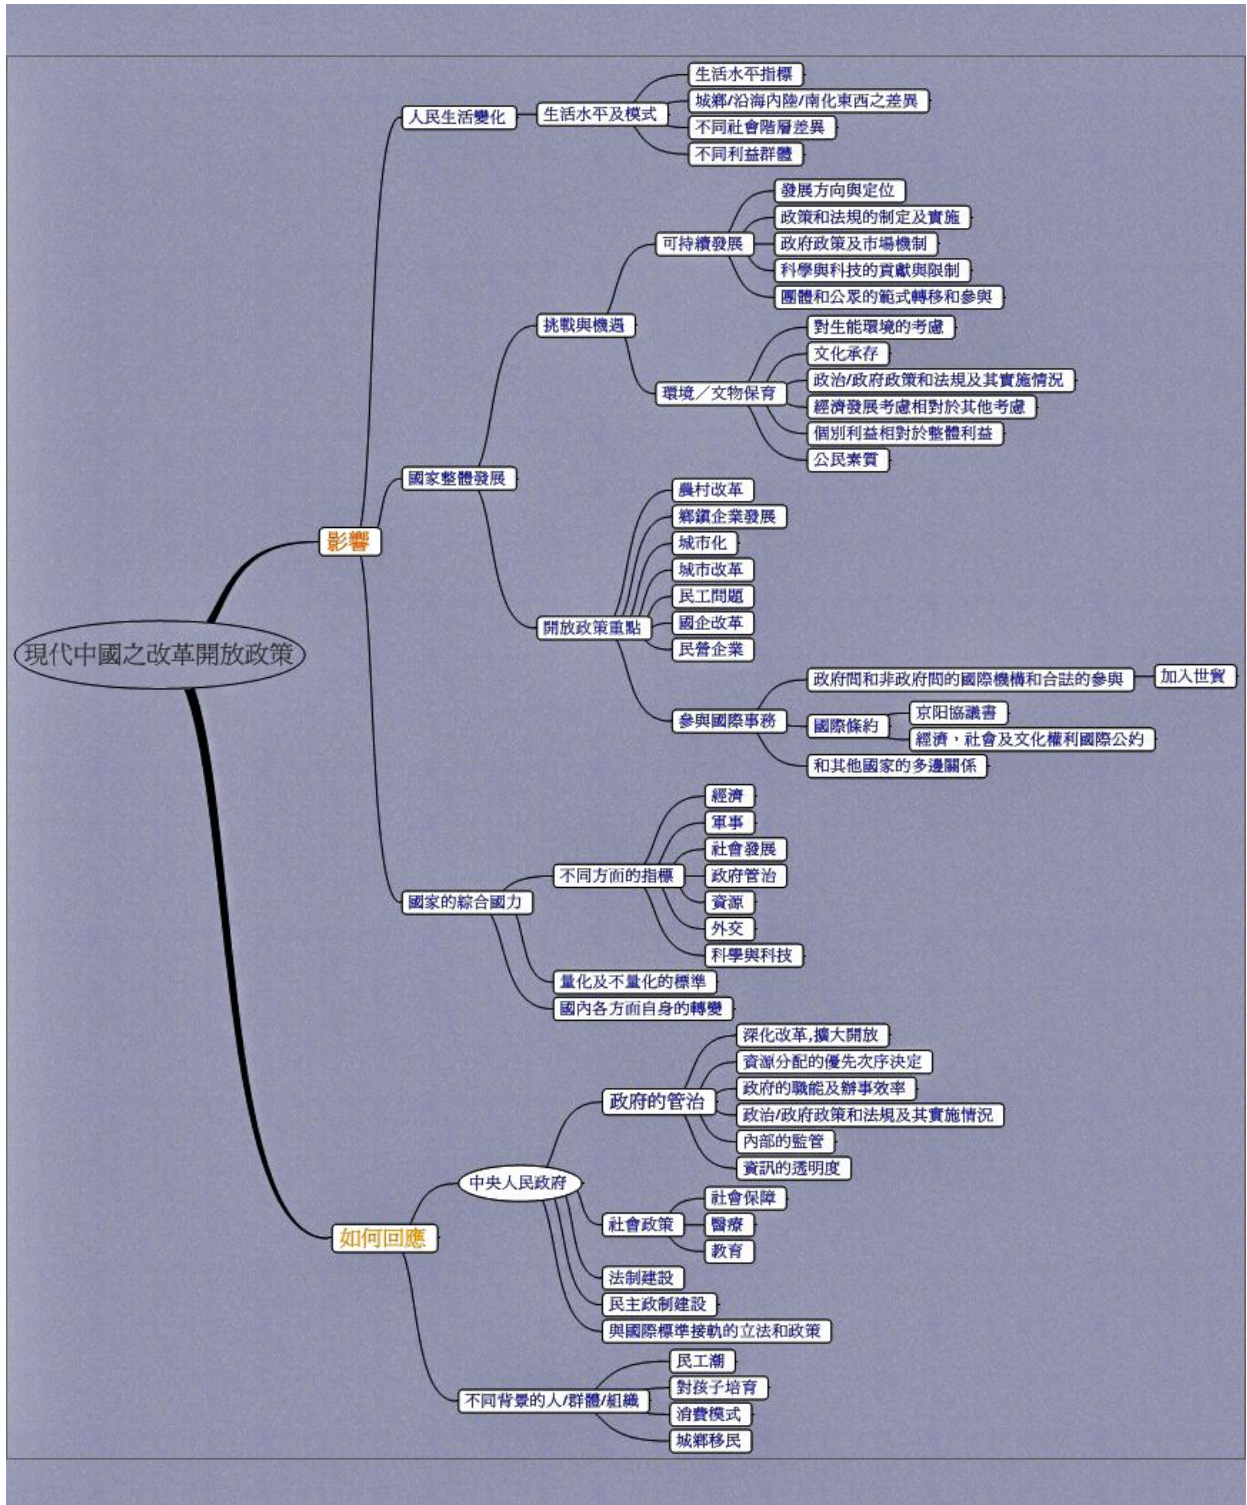 現代中國之改革開放政策
影響
人民生活變化
生活水平及模式
生活水平指標
城鄉/沿海內陸/南化東西之差異
不同社會階層差異
不同利益群體
國家整體發展
挑戰與機遇
可持續發展
發展方向與定位
政策和法規的制定及實施
政府政策及市場機制
科學與科技的貢獻與限制
團體和公眾的範式轉移和參與
環境／文物保育
對生能環境的考慮
文化承存
政治/政府政策和法規及其實施情況
經濟發展考慮相對於其他考慮
個別利益相對於整體利益
公民素質
開放政策重點
農村改革
鄉鎮企業發展
城市化
城市改革
民工問題
國企改革
民營企業
參與國際事務
政府間和非政府間的國際機構和合誌的參與
加入世貿
國際條約
京阳協議書
經濟，社會及文化權利國際公約
和其他國家的多邊關係
國家的綜合國力
不同方面的指標
經濟
軍事
社會發展
政府管治
資源
外交
科學與科技
量化及不量化的標準
國內各方面自身的轉變
如何回應
中央人民政府
政府的管治
深化改革,擴大開放
資源分配的優先次序決定
政府的職能及辦事效率
政治/政府政策和法規及其實施情況
內部的監管
資訊的透明度
社會政策
社會保障
醫療
教育
法制建設
民主政制建設
與國際標準接軌的立法和政策
不同背景的人/群體/組織
民工潮
對孩子培育
消費模式
城鄉移民